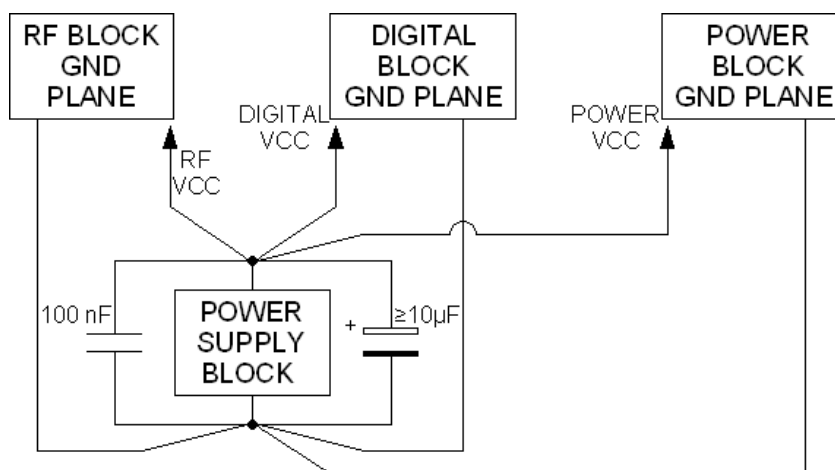 RF BLOCK
GND
PLANE
DIGITAL
BLOCK
GND PLANE
POWER
BLOCK
GND PLANE
DIGITAL
VCC
POWER
VCC
RF
VCC
100 nF
POWER
SUPPLY
BLOCK
+
≥10µF